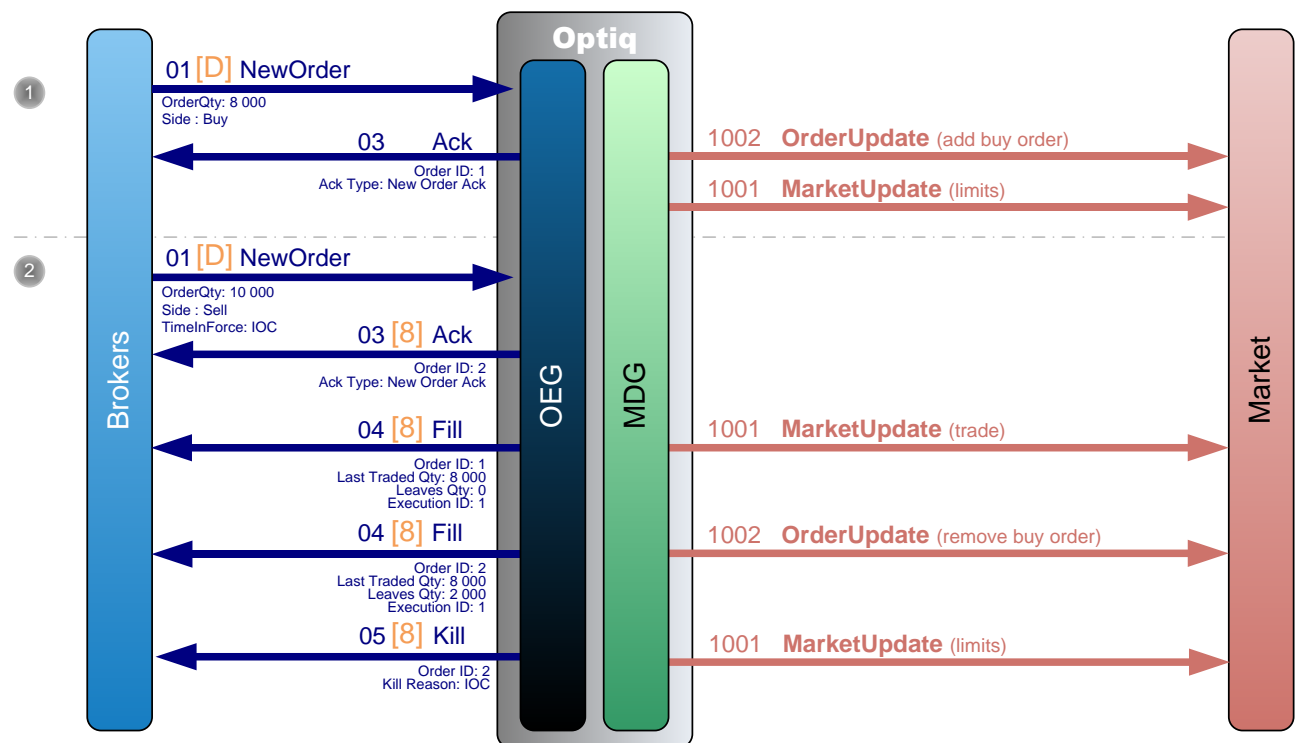 Optiq
1
01 [D] NewOrder
OrderQty: 8 000
Side : Buy
03 Ack
Order ID: 1
Ack Type: New Order Ack
1002 OrderUpdate (add buy order)
1001 MarketUpdate (limits)
2
01 [D] NewOrder
OrderQty: 10 000
Side : Sell
TimeInForce: IOC
03 [8] Ack
Order ID: 2
Ack Type: New Order Ack
04 [8] Fill
Order ID: 1
Last Traded Qty: 8 000
Leaves Qty: 0
Execution ID: 1
1001 MarketUpdate (trade)
04 [8] Fill
Order ID: 2
Last Traded Qty: 8 000
Leaves Qty: 2 000
Execution ID: 1
1002 OrderUpdate (remove buy order)
05 [8] Kill
Order ID: 2
Kill Reason: IOC
1001 MarketUpdate (limits)
Brokers
OEG
MDG
Market